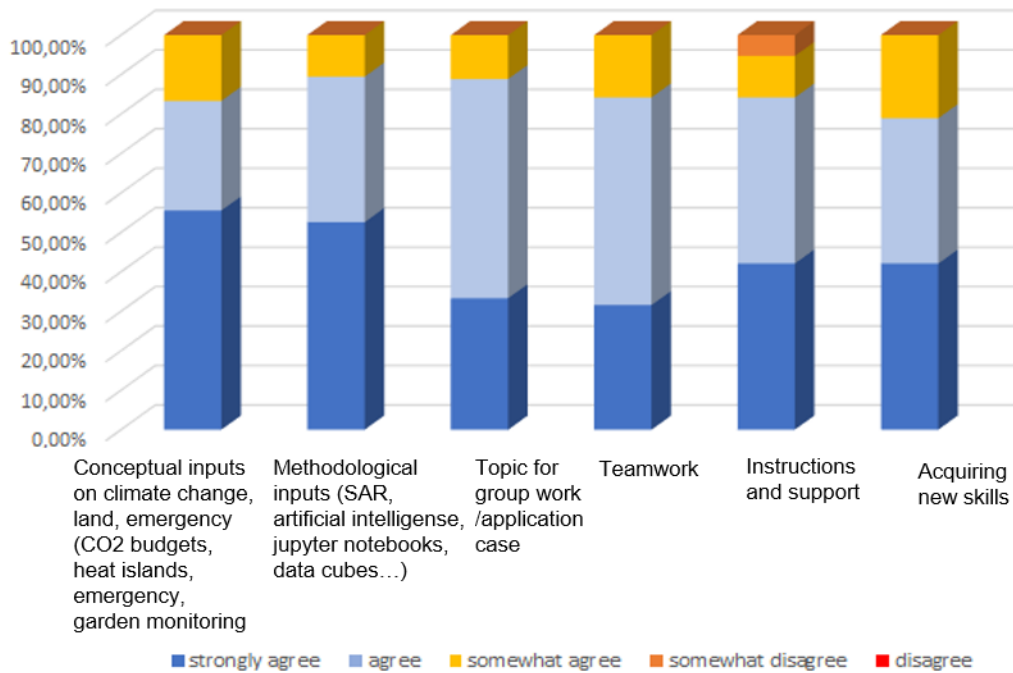 100,00%
90,00%
80,00%
70,00%
60,00%
50,00%
40,00%
30,00%
20,00%
10,00%
0,00%
Conceptual inputs
on climate change,
land, emergency
(CO2 budgets,
heat islands,
emergency,
garden monitoring
Methodological
inputs (SAR,
artificial intelligense,
jupyter notebooks,
data cubes…)
Topic for
group work
/application
case
Teamwork
Instructions
and support
Acquiring
new skills
strongly agree agree somewhat agree somewhat disagree disagree